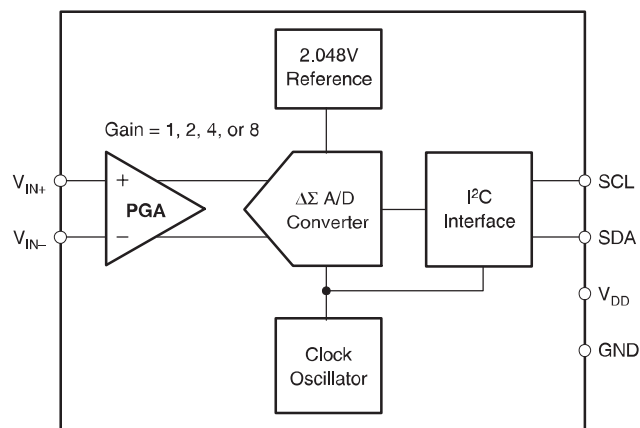 2.048V
Reference
Gain = 1, 2, 4, or 8
V_IN+
+
PGA
V_IN–
–
ΔΣ A/D
Converter
I²C
Interface
SCL
SDA
V_DD
GND
Clock
Oscillator